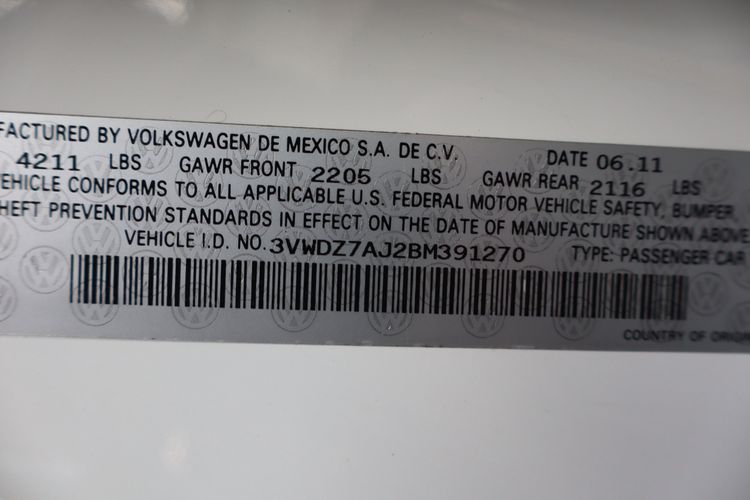 FACTURED BY VOLKSWAGEN DE MEXICO S.A. DE C.V. DATE 06.11
4211 LBS GAWR FRONT 2205 LBS GAWR REAR 2116 LBS
VEHICLE CONFORMS TO ALL APPLICABLE U.S. FEDERAL MOTOR VEHICLE SAFETY, BUMPER,
HEFT PREVENTION STANDARDS IN EFFECT ON THE DATE OF MANUFACTURE SHOWN ABOVE
VEHICLE I.D. NO. 3VWDZ7AJ2BM391270 TYPE: PASSENGER CAR
COUNTRY OF ORIGIN